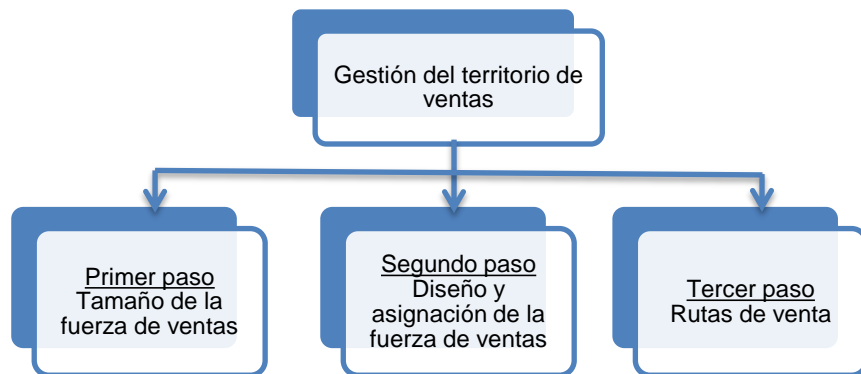 Gestión del territorio de
ventas
Primer paso
Tamaño de la
fuerza de ventas
Segundo paso
Diseño y
asignación de la
fuerza de ventas
Tercer paso
Rutas de venta